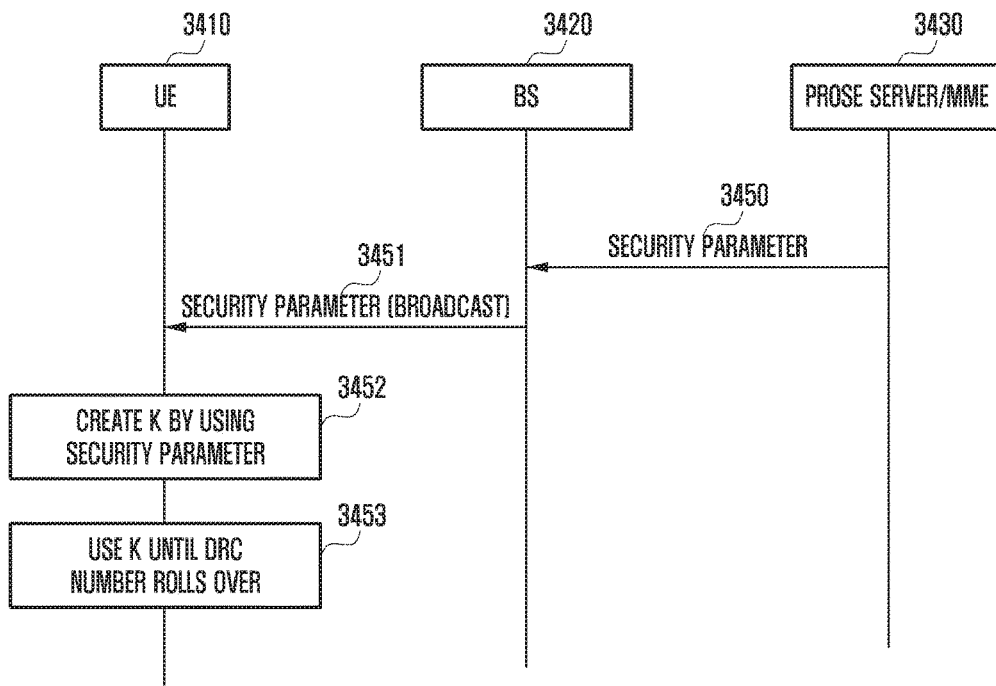 3410
3420
3430
UE
BS
PROSE SERVER/MME
3450
SECURITY PARAMETER
3451
SECURITY PARAMETER (BROADCAST)
3452
CREATE K BY USING
SECURITY PARAMETER
3453
USE K UNTIL DRC
NUMBER ROLLS OVER